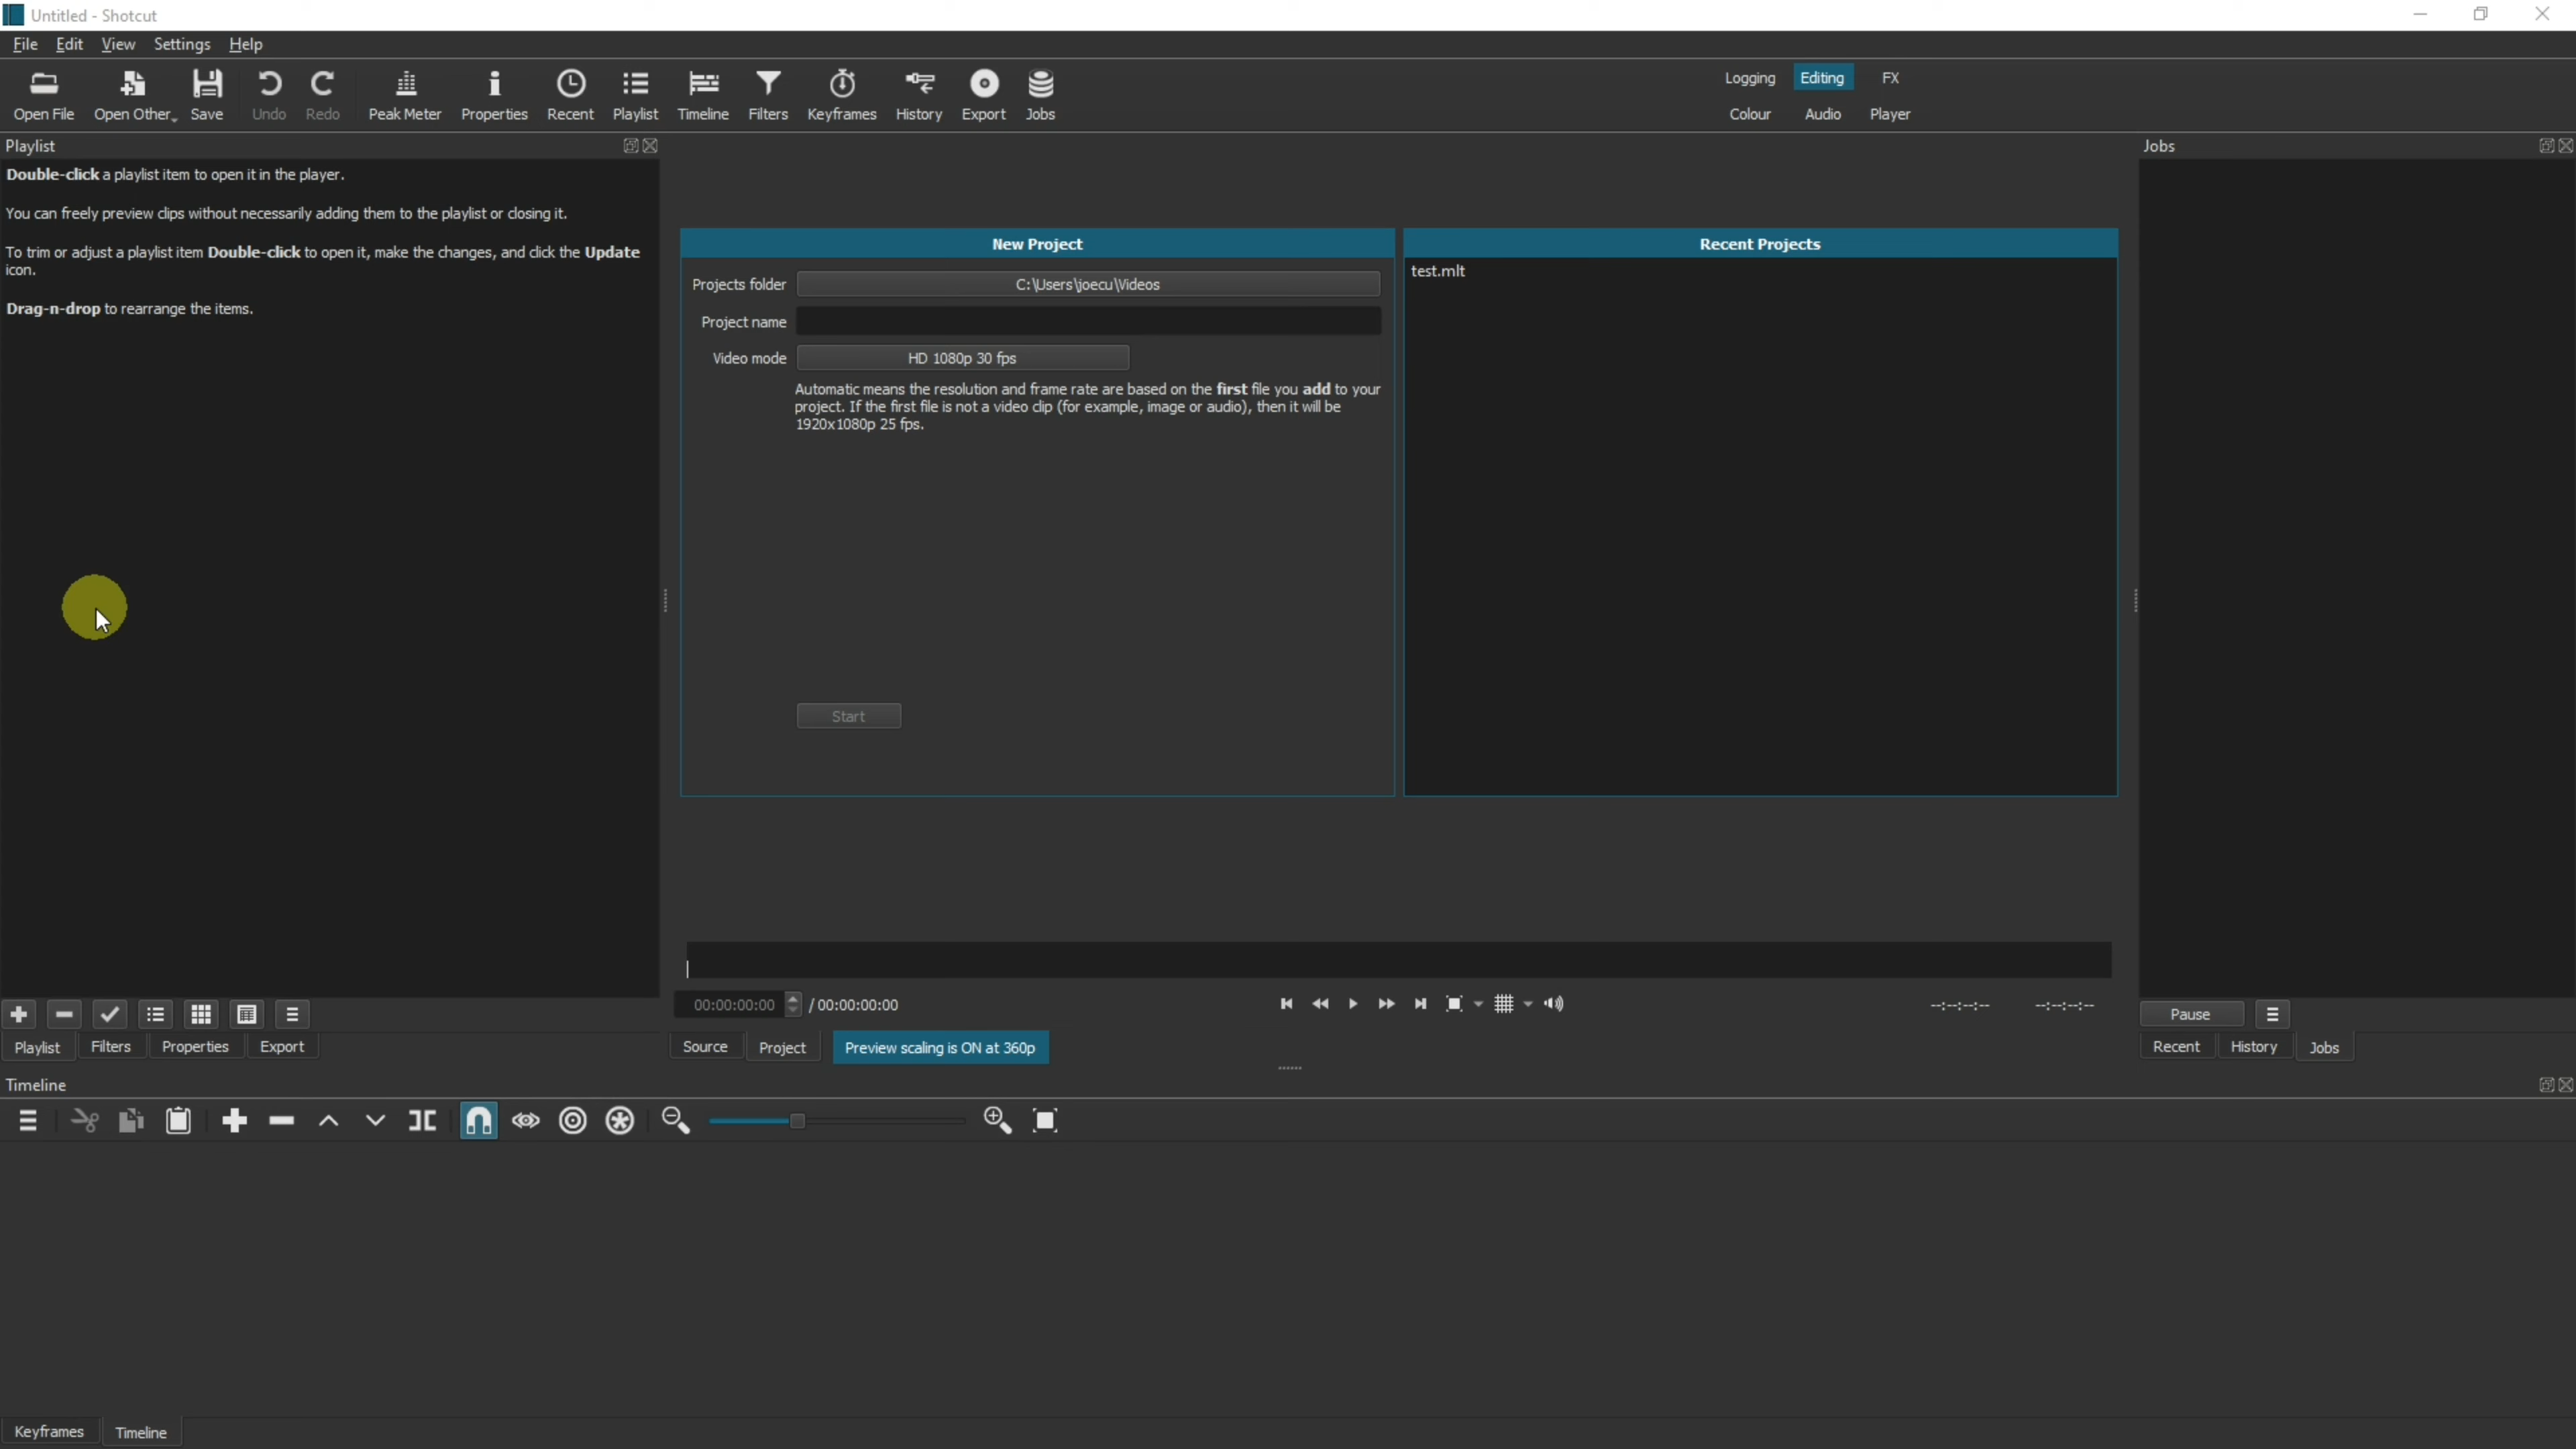 Untitled - Shotcut
File Edit View Settings Help
Open File Open Other Save Undo Redo Peak Meter Properties Recent Playlist Timeline Filters Keyframes History Export Jobs
Logging Editing FX
Colour Audio Player
Playlist
Double-click a playlist item to open it in the player.
You can freely preview clips without necessarily adding them to the playlist or closing it.
To trim or adjust a playlist item Double-click to open it, make the changes, and click the Update
icon.
Drag-n-drop to rearrange the items.
Playlist Filters Properties Export
New Project
Projects folder C:\Users\joecu\Videos
Project name
Video mode HD 1080p 30 fps
Automatic means the resolution and frame rate are based on the first file you add to your
project. If the first file is not a video clip (for example, image or audio), then it will be
1920x1080p 25 fps.
Start
Recent Projects
test.mlt
00:00:00:00 / 00:00:00:00 --:--:--:-- --:--:--:--
Source Project Preview scaling is ON at 360p
Jobs
Pause
Recent History Jobs
Timeline
Keyframes Timeline